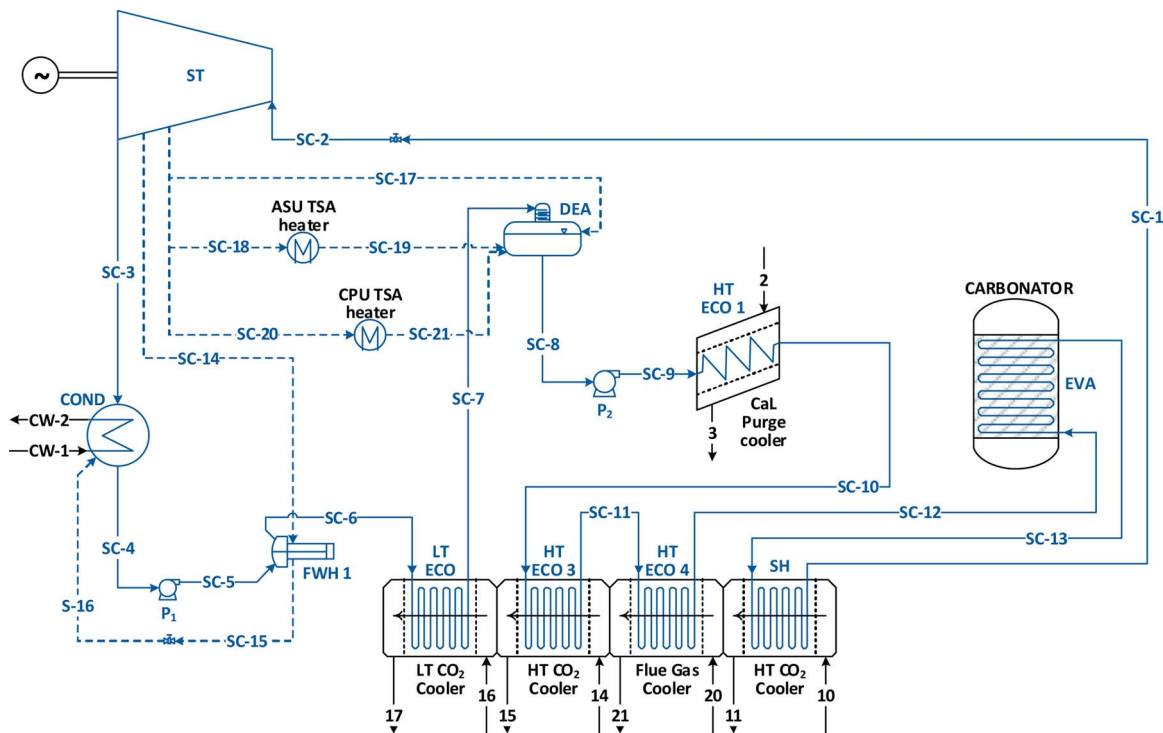 ~
ST
SC-2
SC-17
SC-1
ASU TSA
heater
DEA
SC-18
SC-19
SC-3
2
CPU TSA
heater
HT
ECO 1
CARBONATOR
SC-20
SC-21
SC-8
SC-14
SC-9
P2
EVA
COND
SC-7
CaL
Purge
cooler
3
CW-2
CW-1
SC-10
SC-6
SC-11
SC-12
SC-4
SC-13
LT
ECO
HT
ECO 3
HT
ECO 4
SH
FWH 1
SC-5
S-16
P1
SC-15
LT CO2
Cooler
16
HT CO2
Cooler
14
Flue Gas
Cooler
20
HT CO2
Cooler
10
17
15
21
11